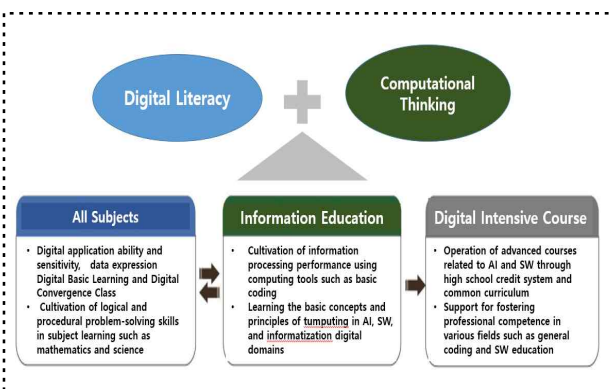 Digital Literacy
Computational
Thinking
All Subjects
• Digital application ability and
sensitivity, data expression
Digital Basic Learning and Digital
Convergence Class
• Cultivation of logical and
procedural problem-solving skills
in subject learning such as
mathematics and science
Information Education
• Cultivation of information
processing performance using
computing tools such as basic
coding
• Learning the basic concepts and
principles of tumputing in AI, SW,
and informatization digital
domains
Digital Intensive Course
• Operation of advanced courses
related to AI and SW through
high school credit system and
common curriculum
• Support for fostering
professional competence in
various fields such as general
coding and SW education